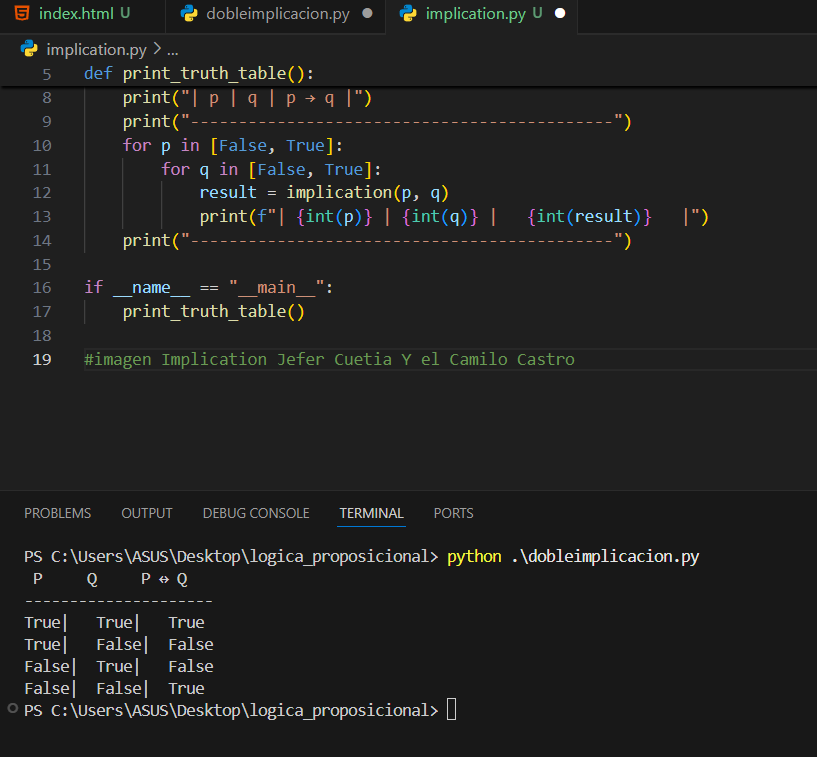 index.html U
dobleimplicacion.py
implication.py U
implication.py > ...
5 def print_truth_table():
8 print("| p | q | p → q |")
9 print("--------------------------------------------")
10 for p in [False, True]:
11 for q in [False, True]:
12 result = implication(p, q)
13 print(f"| {int(p)} | {int(q)} |   {int(result)}   |")
14 print("--------------------------------------------")
15
16 if __name__ == "__main__":
17 print_truth_table()
18
19 #imagen Implication Jefer Cuetia Y el Camilo Castro
PROBLEMS OUTPUT DEBUG CONSOLE TERMINAL PORTS
PS C:\Users\ASUS\Desktop\logica_proposicional> python .\dobleimplicacion.py
P     Q     P ↔ Q
---------------------
True|   True|   True
True|   False|  False
False|  True|   False
False|  False|  True
PS C:\Users\ASUS\Desktop\logica_proposicional>